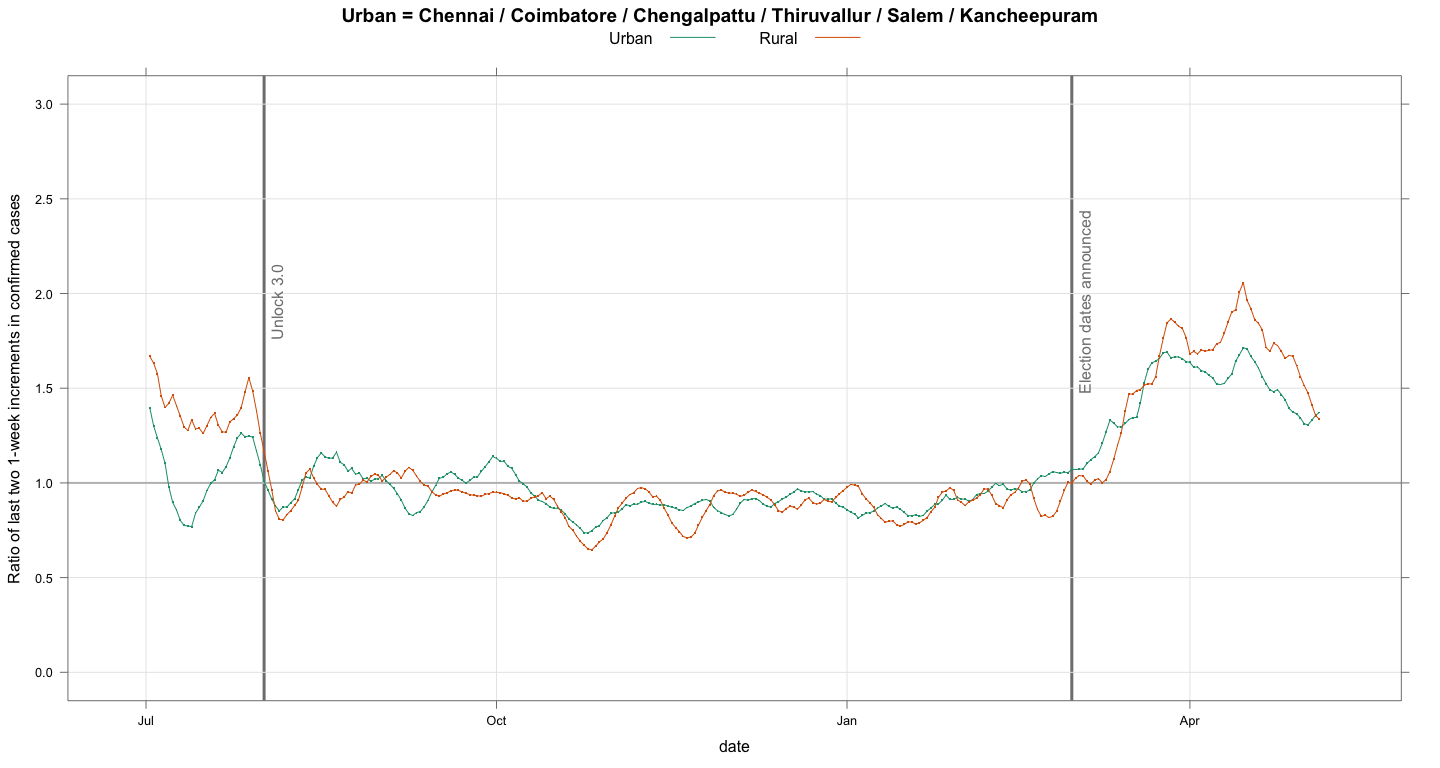 Urban = Chennai / Coimbatore / Chengalpattu / Thiruvallur / Salem / Kancheepuram
Urban Rural
Ratio of last two 1-week increments in confirmed cases
3.0
2.5
2.0
1.5
1.0
0.5
0.0
Unlock 3.0
Election dates announced
Jul Oct Jan Apr
date